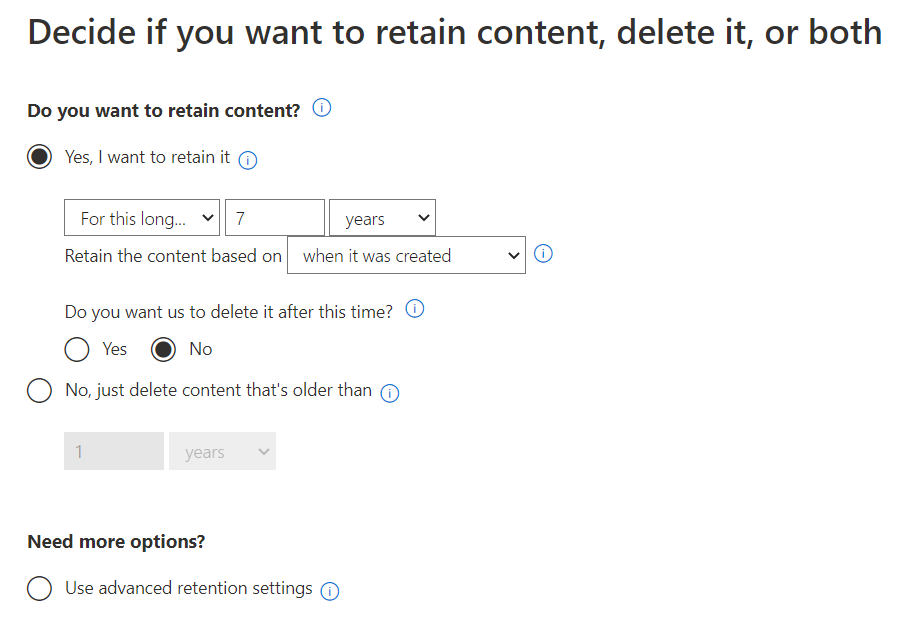 Decide if you want to retain content, delete it, or both
Do you want to retain content?
Yes, I want to retain it
For this long... 7 years
Retain the content based on when it was created
Do you want us to delete it after this time?
Yes No
No, just delete content that's older than
1 years
Need more options?
Use advanced retention settings